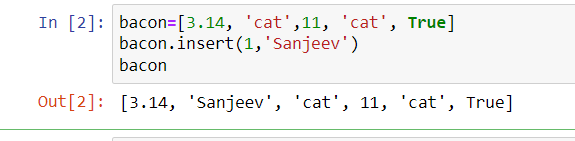 In [2]: bacon=[3.14, 'cat',11, 'cat', True]
bacon.insert(1,'Sanjeev')
bacon
Out[2]: [3.14, 'Sanjeev', 'cat', 11, 'cat', True]